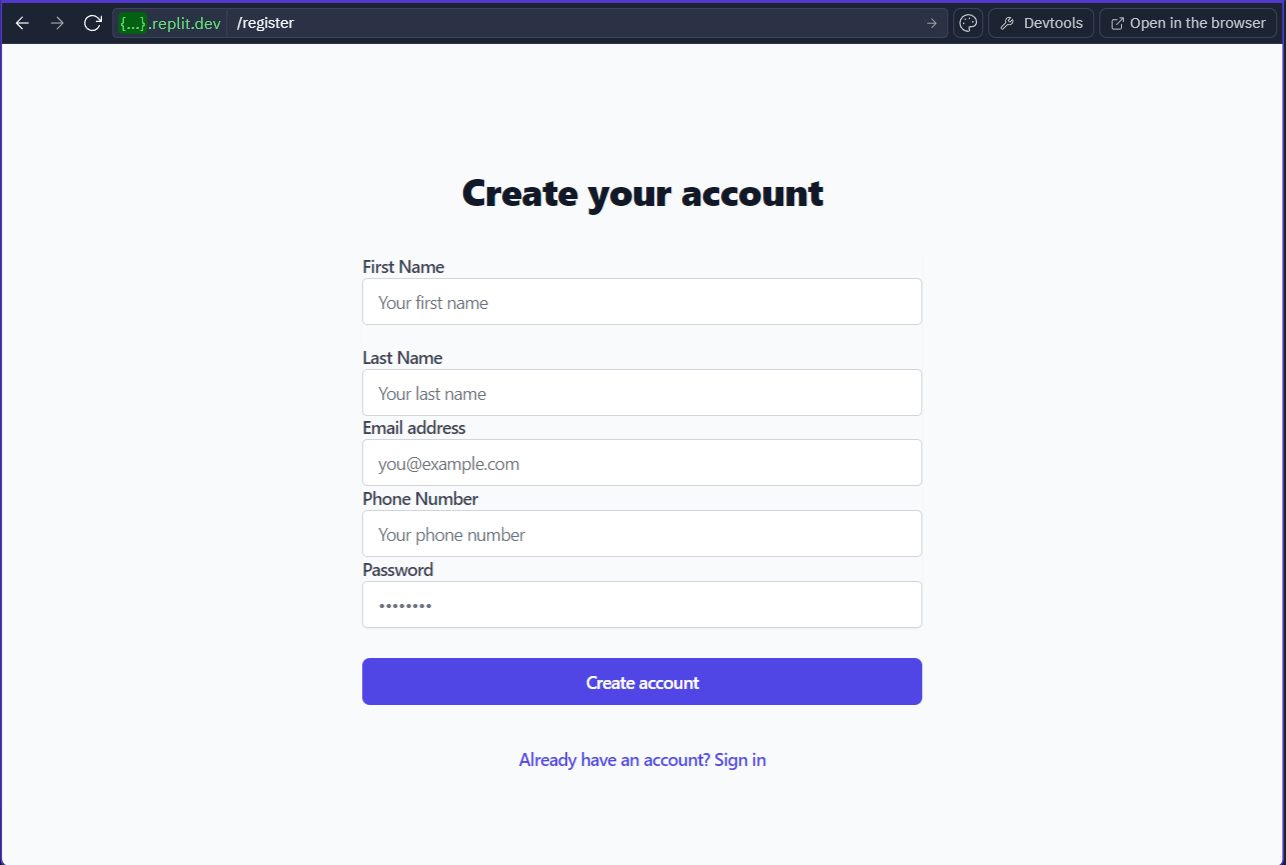 {...}.replit.dev /register Devtools Open in the browser
Create your account
First Name
Your first name
Last Name
Your last name
Email address
you@example.com
Phone Number
Your phone number
Password
••••••••
Create account
Already have an account? Sign in